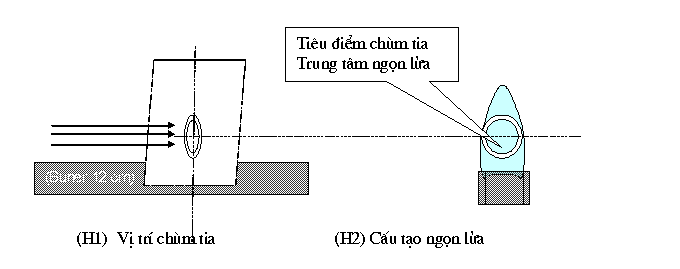 Tiêu điểm chùm tia
Trung tâm ngọn lửa
(H1) Vị trí chùm tia
(H2) Cấu tạo ngọn lửa